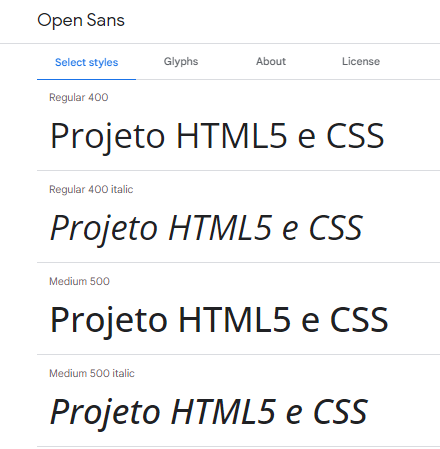 Open Sans
Select styles Glyphs About License
Regular 400
Projeto HTML5 e CSS
Regular 400 italic
Projeto HTML5 e CSS
Medium 500
Projeto HTML5 e CSS
Medium 500 italic
Projeto HTML5 e CSS